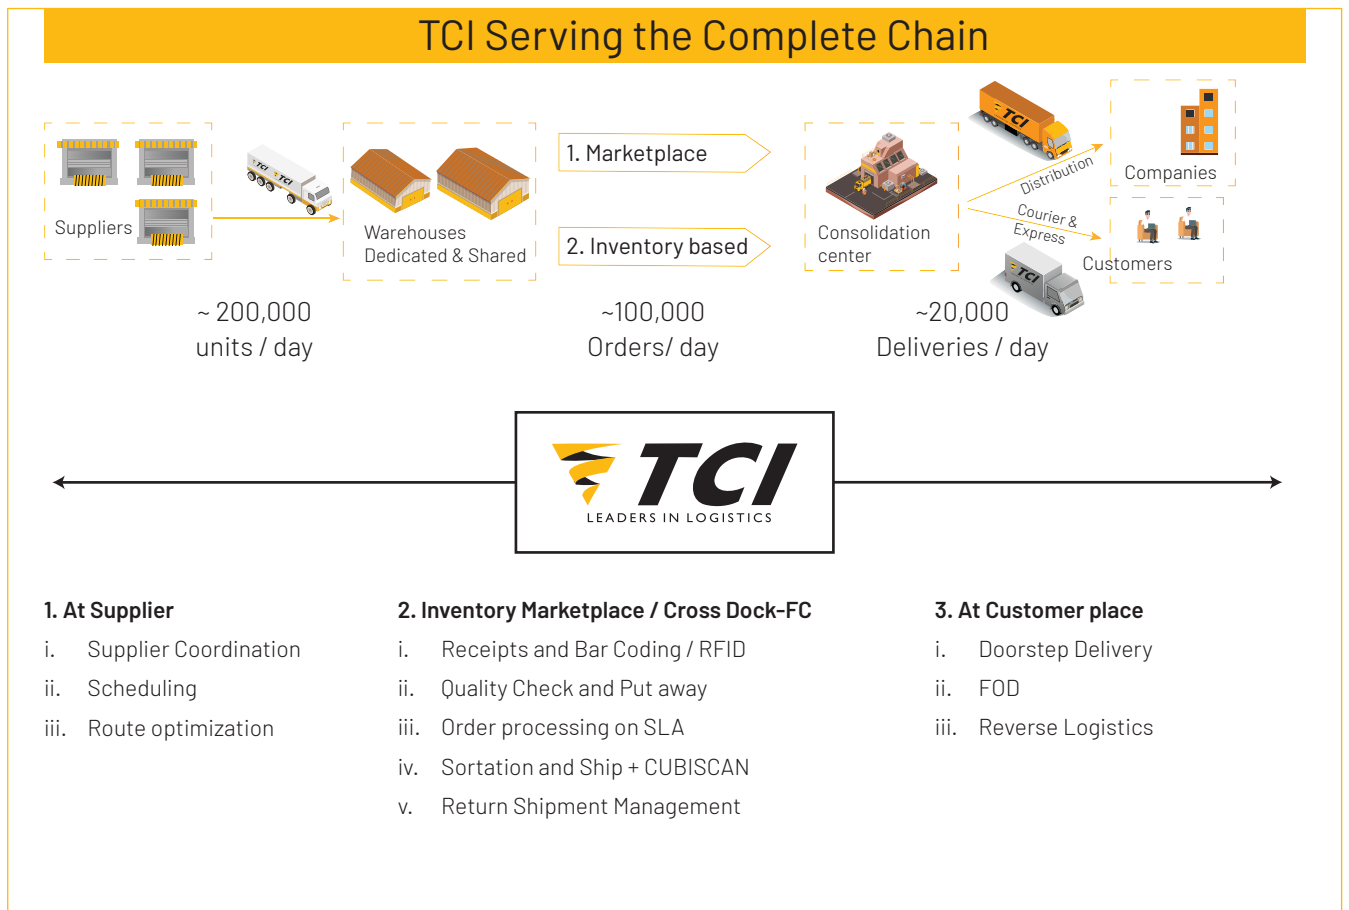 TCI Serving the Complete Chain
Suppliers
TCI TCI
Warehouses
Dedicated & Shared
1. Marketplace
2. Inventory based
Consolidation
center
TCI
Distribution
Companies
Courier &
Express
TCI
Customers
~ 200,000
units / day
~100,000
Orders/ day
~20,000
Deliveries / day
TCI
LEADERS IN LOGISTICS
1. At Supplier
i. Supplier Coordination
ii. Scheduling
iii. Route optimization
2. Inventory Marketplace / Cross Dock-FC
i. Receipts and Bar Coding / RFID
ii. Quality Check and Put away
iii. Order processing on SLA
iv. Sortation and Ship + CUBISCAN
v. Return Shipment Management
3. At Customer place
i. Doorstep Delivery
ii. FOD
iii. Reverse Logistics